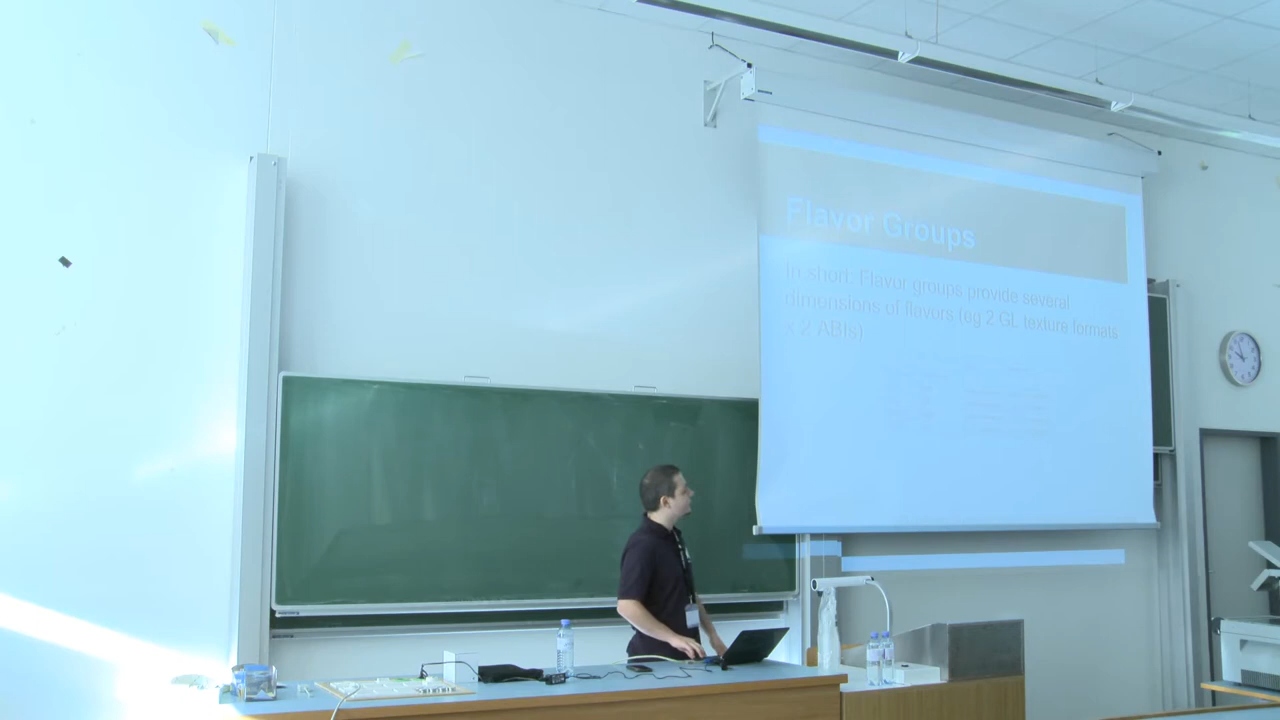 Flavor Groups
In short: Flavor groups provide several
dimensions of flavors (eg 2 GL texture formats
x 2 ABIs)